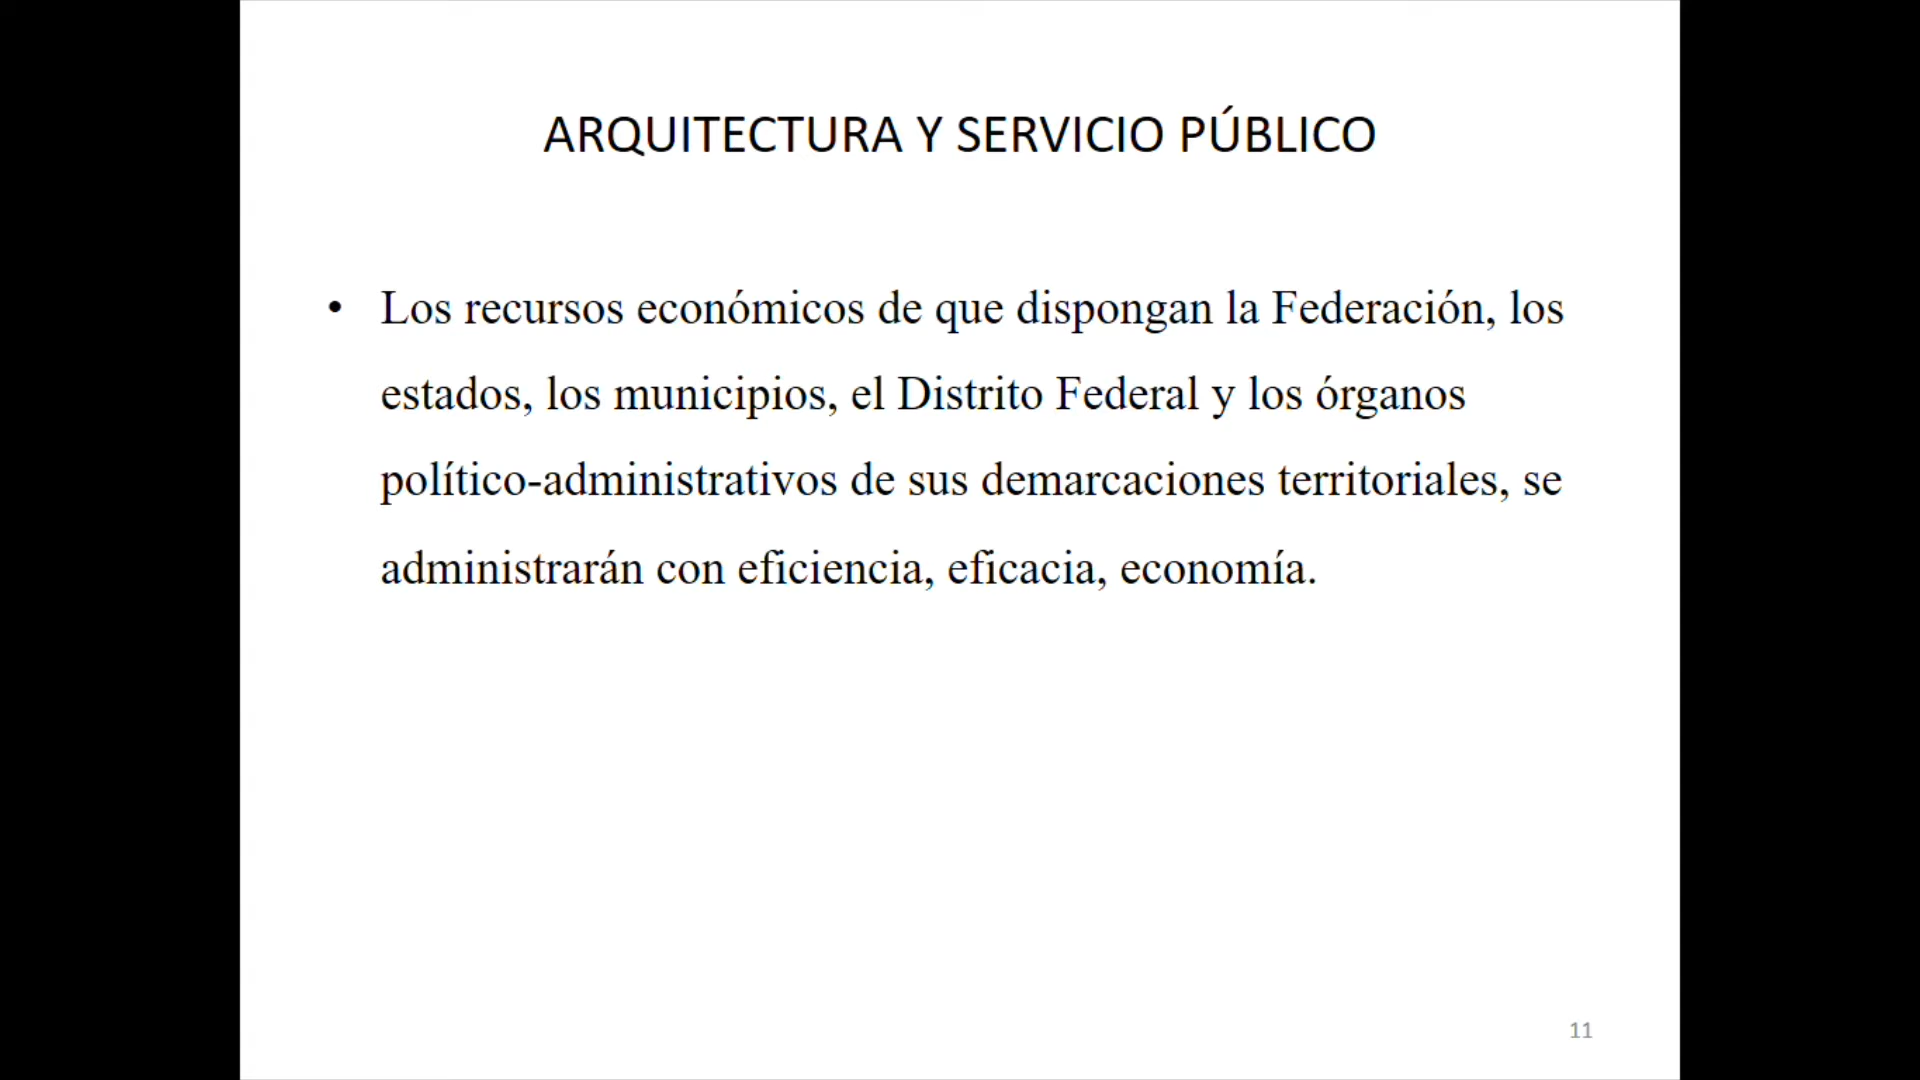 ARQUITECTURA Y SERVICIO PÚBLICO
• Los recursos económicos de que dispongan la Federación, los
estados, los municipios, el Distrito Federal y los órganos
político-administrativos de sus demarcaciones territoriales, se
administrarán con eficiencia, eficacia, economía.
11